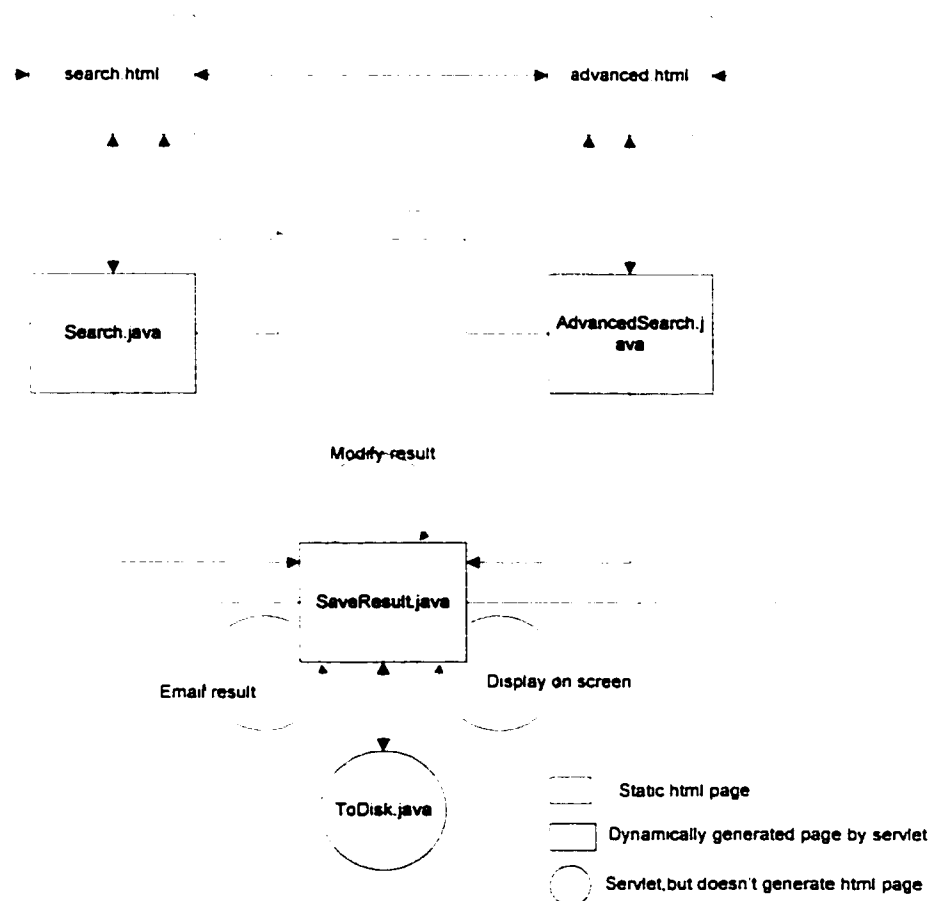 search.html
advanced.html
Search.java
AdvancedSearch.j
ava
Modify result
SaveResult.java
Email result
Display on screen
ToDisk.java
Static html page
Dynamically generated page by servlet
Servlet,but doesn't generate html page